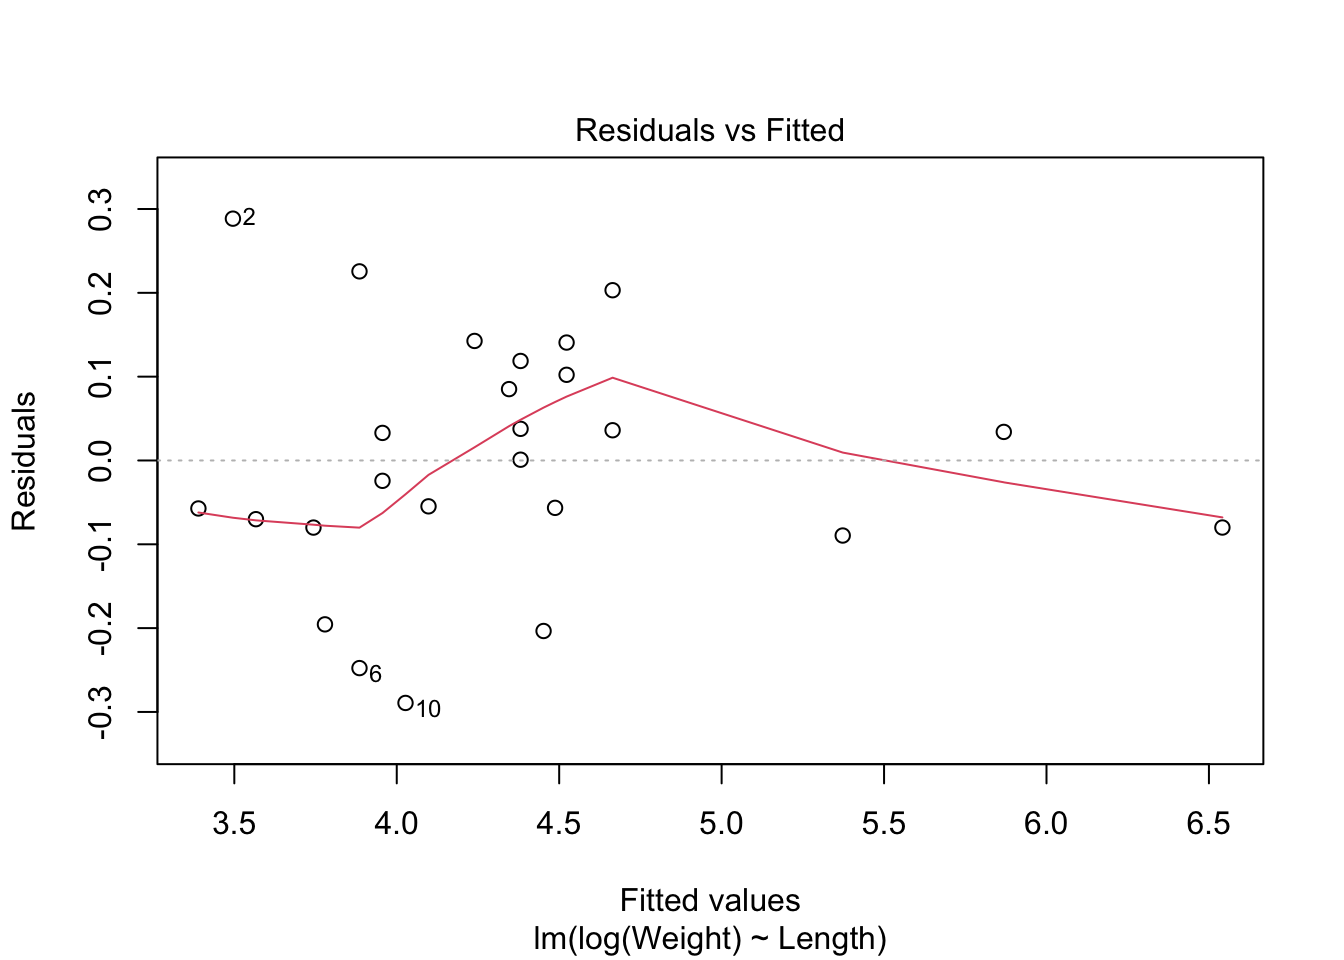 Residuals vs Fitted
Residuals
0.3
0.2
0.1
0.0
-0.1
-0.2
-0.3
2
6
10
3.5 4.0 4.5 5.0 5.5 6.0 6.5
Fitted values
lm(log(Weight) ~ Length)